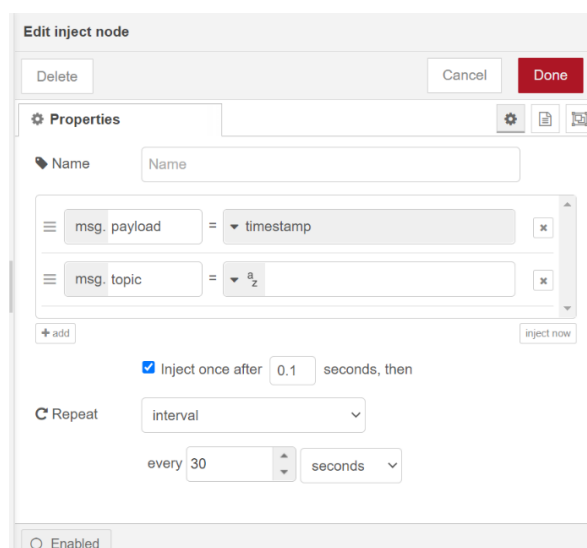 Edit inject node
Delete Cancel Done
Properties
Name Name
msg. payload = timestamp
msg. topic = a z
+ add inject now
Inject once after 0.1 seconds, then
Repeat interval
every 30 seconds
Enabled